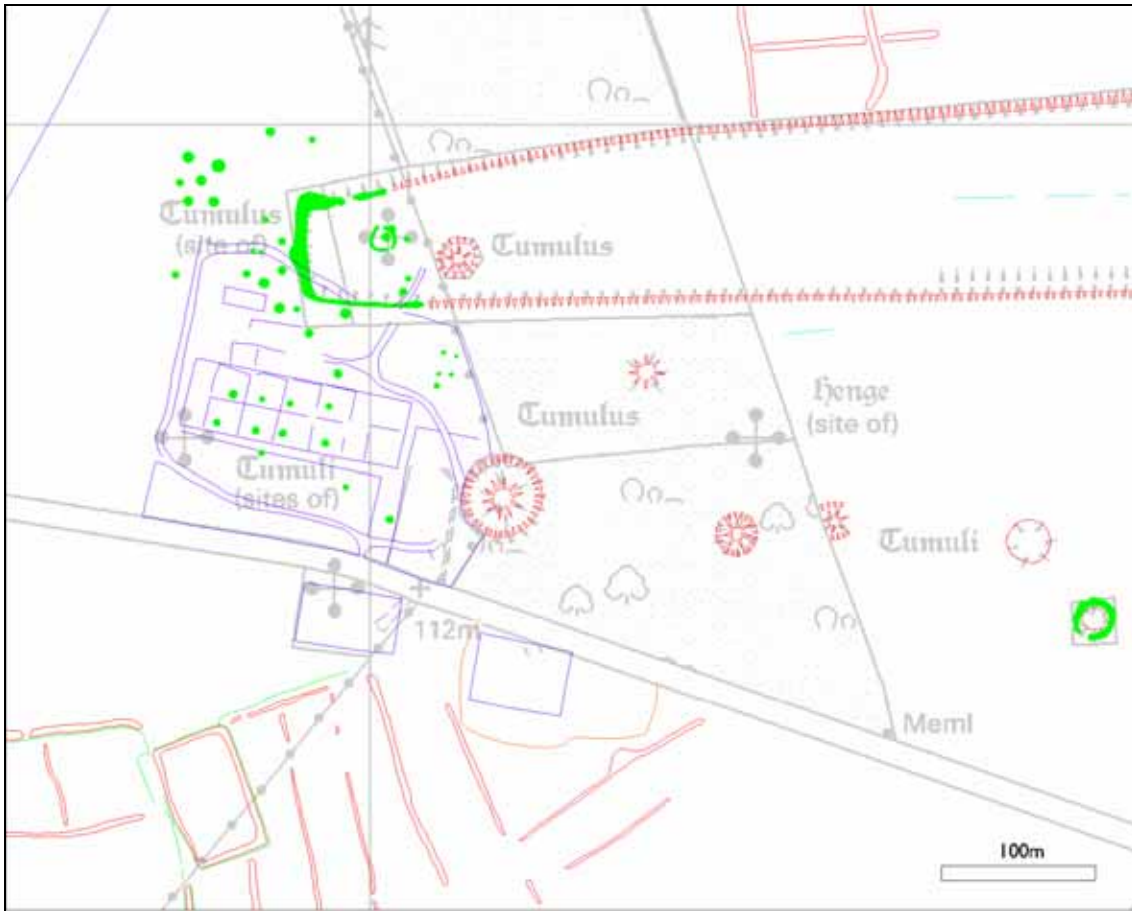 Tumulus
(site of)
Tumulus
Tumulus
Henge
(site of)
Tumuli
(sites of)
Tumuli
112m
Meml
100m